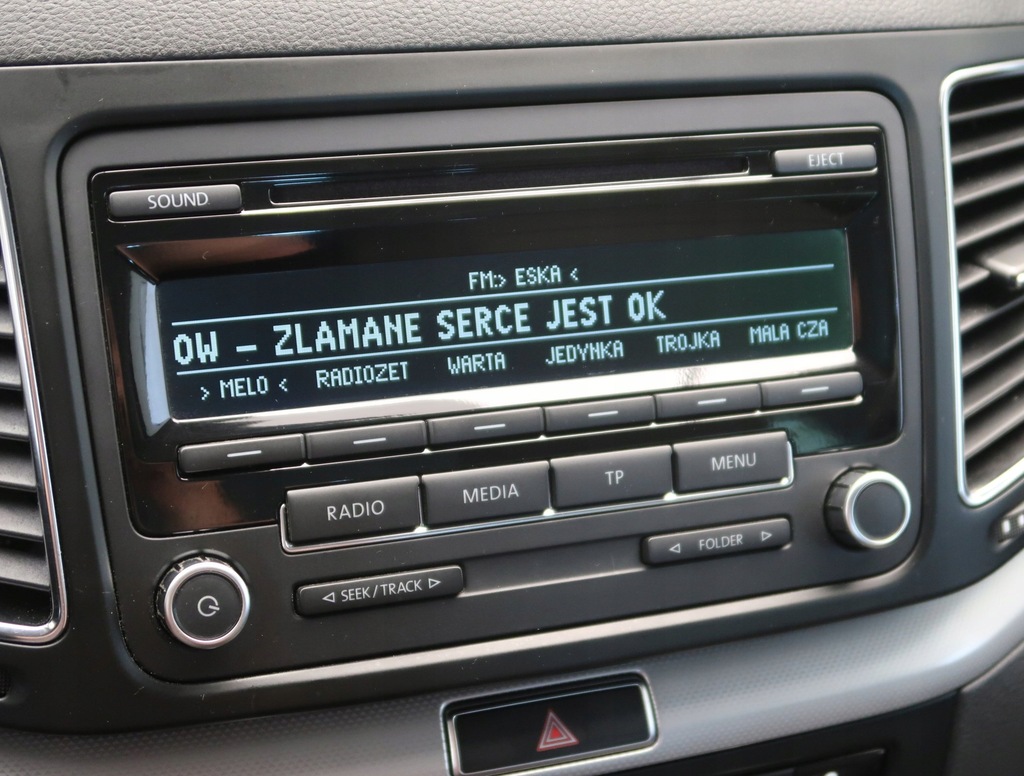 SOUND
EJECT
FM:> ESKA <
OW - ZLAMANE SERCE JEST OK
> MELO < RADIOZET WARTA JEDYNKA TROJKA MALA CZA
RADIO MEDIA TP MENU
SEEK/TRACK
FOLDER